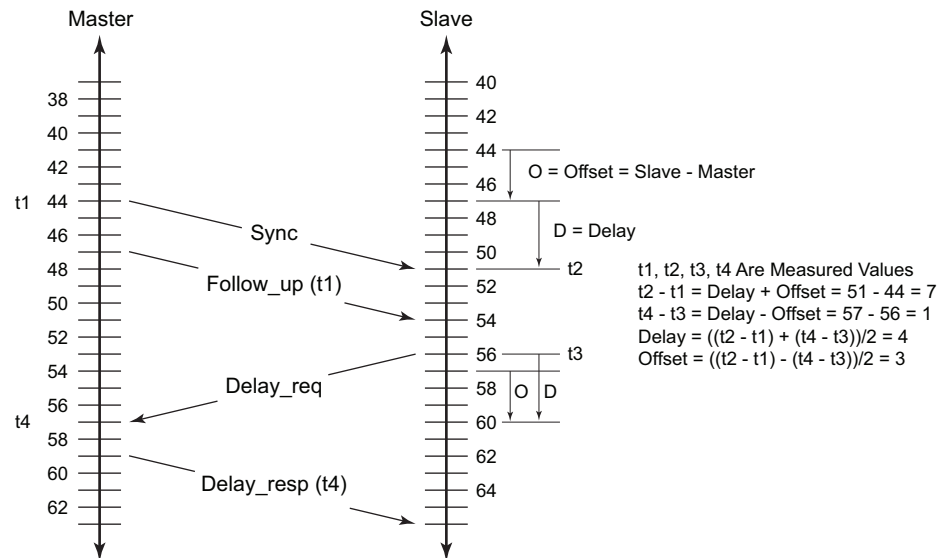 Master
Slave
38
40
42
t1
44
46
48
50
52
54
t4
56
58
60
62
Sync
Follow_up (t1)
Delay_req
Delay_resp (t4)
40
42
44
46
48
50
52
54
56
58
60
62
64
O = Offset = Slave - Master
D = Delay
t2
t3
O
D
t1, t2, t3, t4 Are Measured Values
t2 - t1 = Delay + Offset = 51 - 44 = 7
t4 - t3 = Delay - Offset = 57 - 56 = 1
Delay = ((t2 - t1) + (t4 - t3))/2 = 4
Offset = ((t2 - t1) - (t4 - t3))/2 = 3